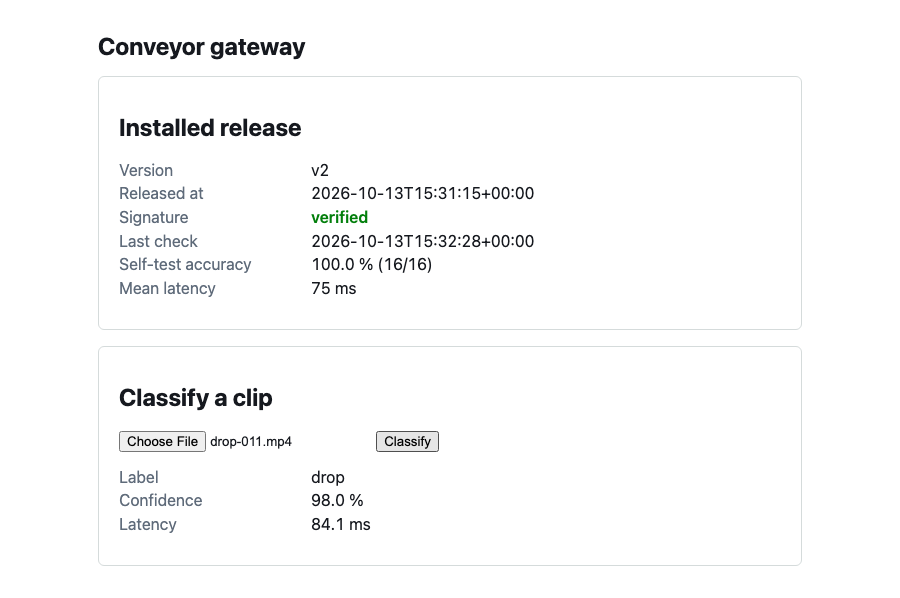 Conveyor gateway
Installed release
Version v2
Released at 2026-10-13T15:31:15+00:00
Signature verified
Last check 2026-10-13T15:32:28+00:00
Self-test accuracy 100.0 % (16/16)
Mean latency 75 ms
Classify a clip
Choose File drop-011.mp4 Classify
Label drop
Confidence 98.0 %
Latency 84.1 ms